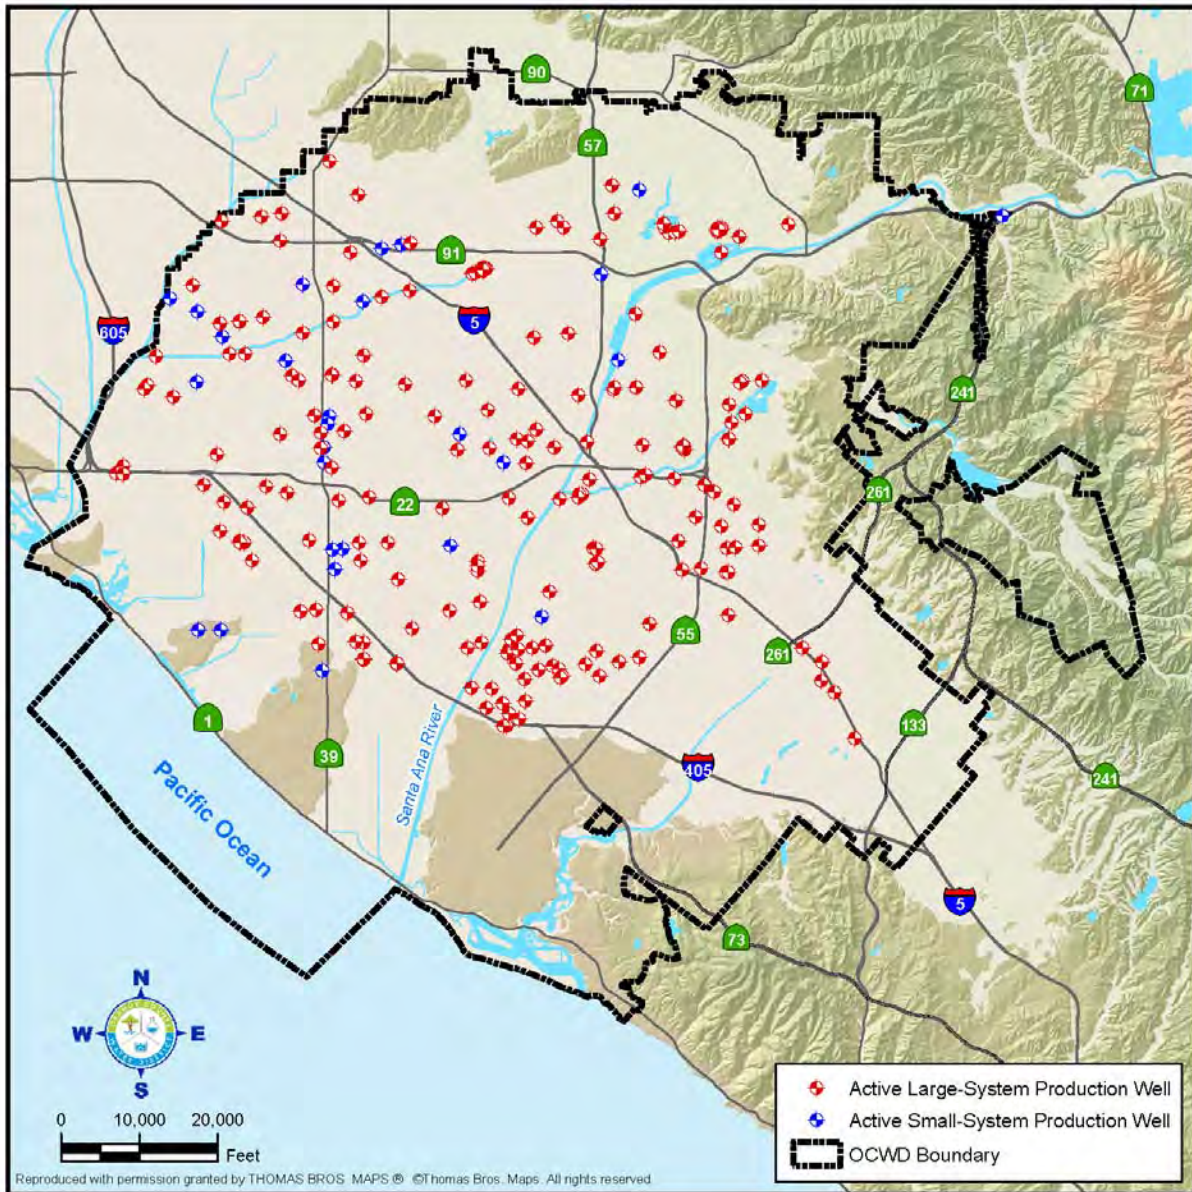 90
71
57
91
605
5
241
22
261
55
261
1
133
39
Santa Ana River
405
241
Pacific Ocean
5
73
N
W E
S
0 10,000 20,000
Feet
Active Large-System Production Well
Active Small-System Production Well
OCWD Boundary
Reproduced with permission granted by THOMAS BROS. MAPS ® ©Thomas Bros. Maps. All rights reserved